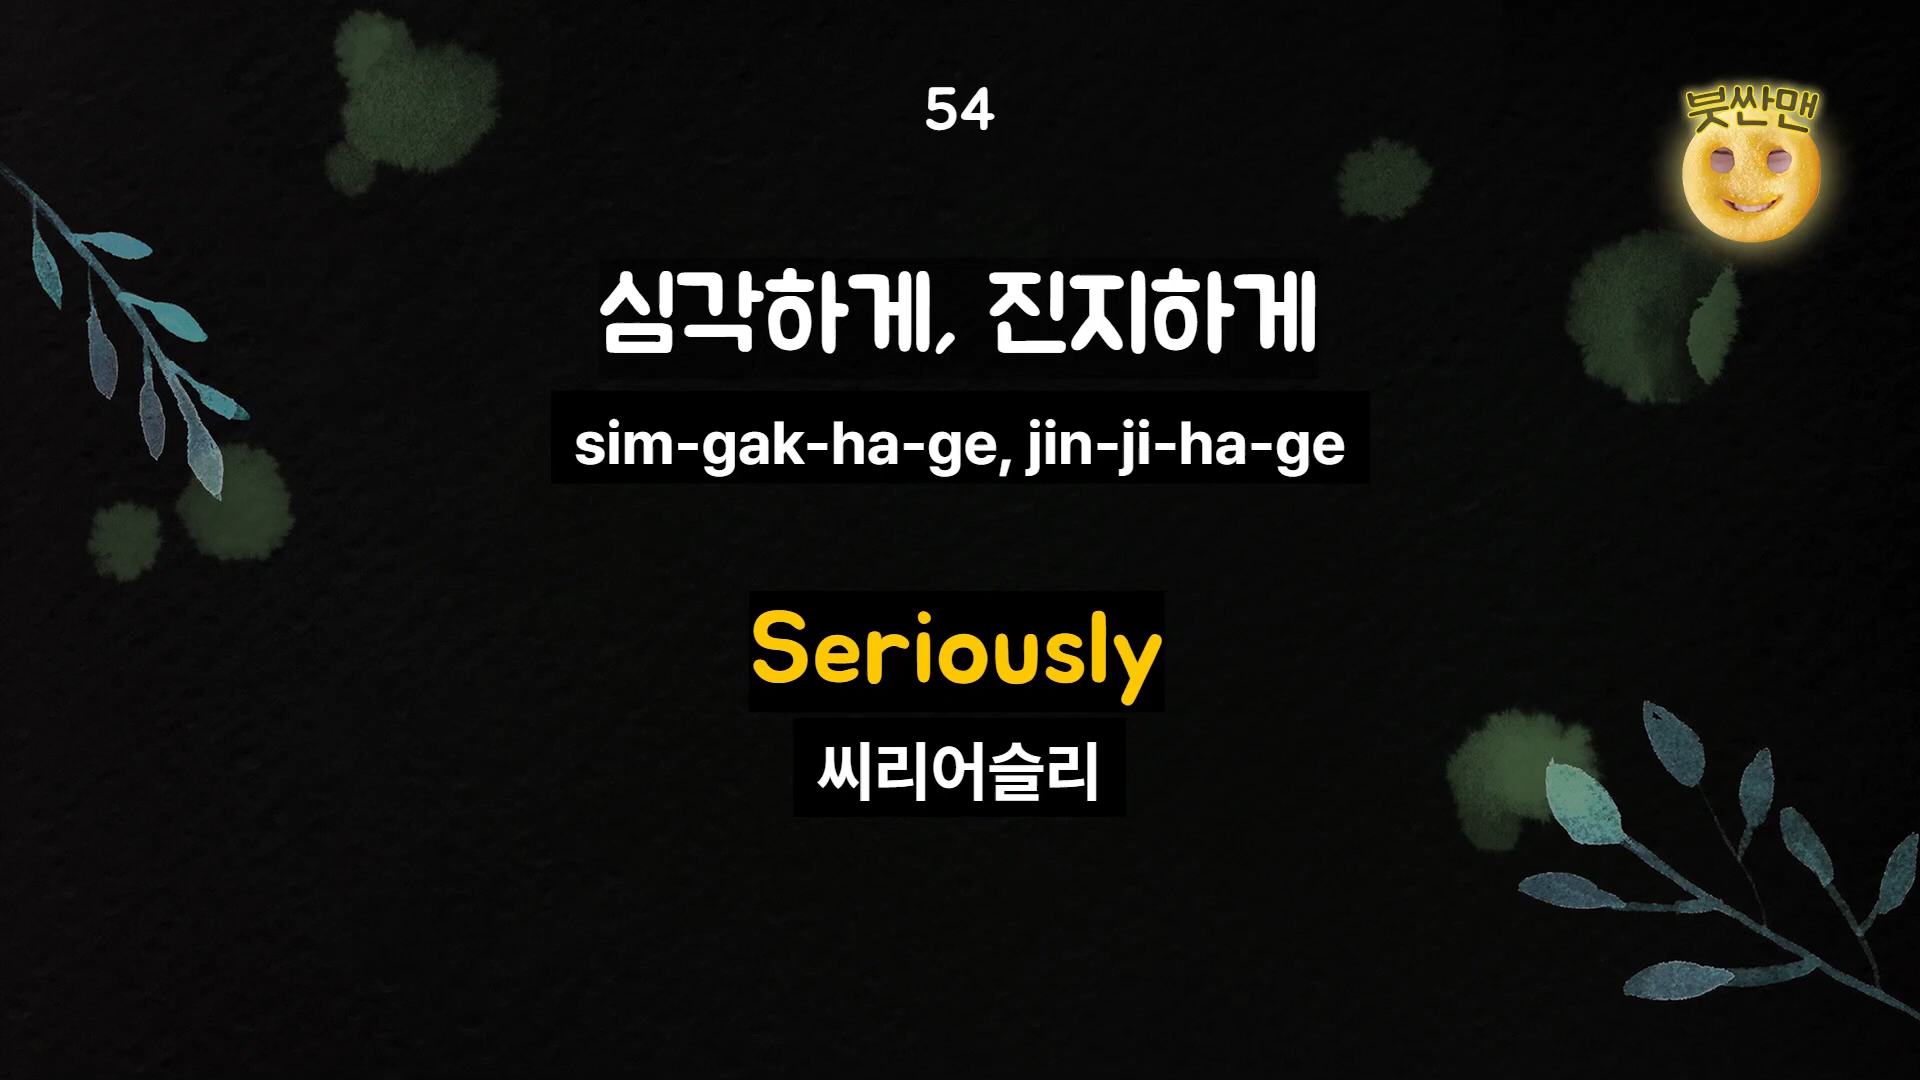 54
붓싼맨
심각하게, 진지하게
sim-gak-ha-ge, jin-ji-ha-ge
Seriously
씨리어슬리